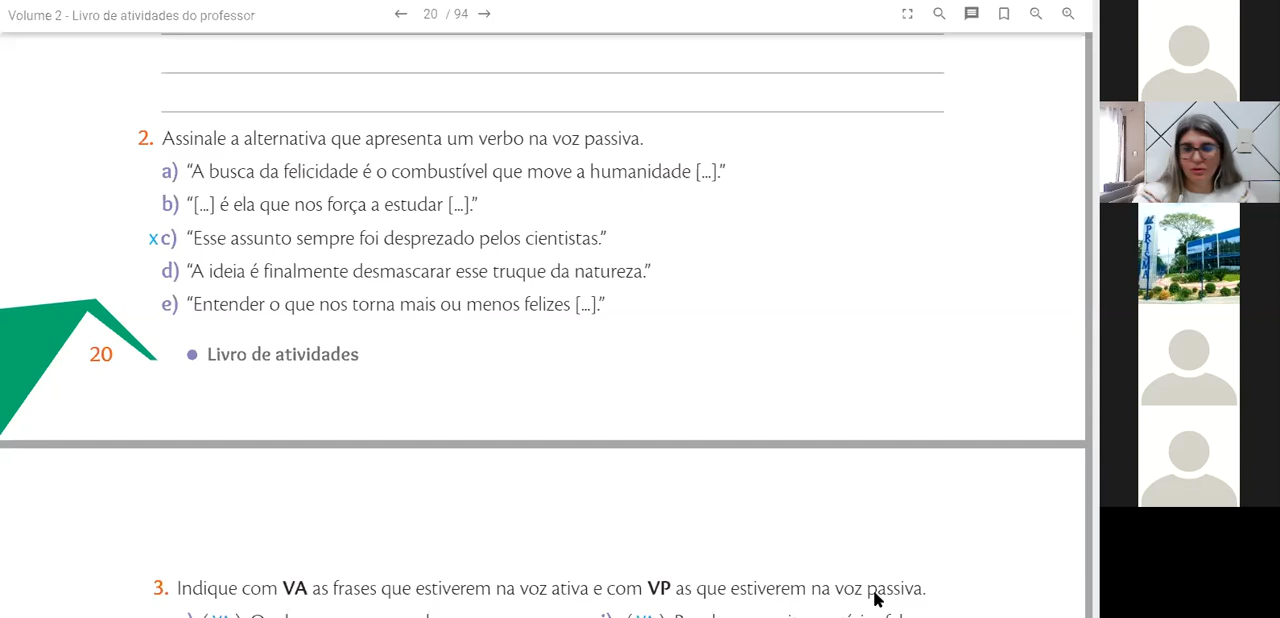 Volume 2 - Livro de atividades do professor
← 20 / 94 →
2. Assinale a alternativa que apresenta um verbo na voz passiva.
a) “A busca da felicidade é o combustível que move a humanidade [...].”
b) “[...] é ela que nos força a estudar [...].”
x c) “Esse assunto sempre foi desprezado pelos cientistas.”
d) “A ideia é finalmente desmascarar esse truque da natureza.”
e) “Entender o que nos torna mais ou menos felizes [...].”
20 ● Livro de atividades
3. Indique com VA as frases que estiverem na voz ativa e com VP as que estiverem na voz passiva.
PRISMA